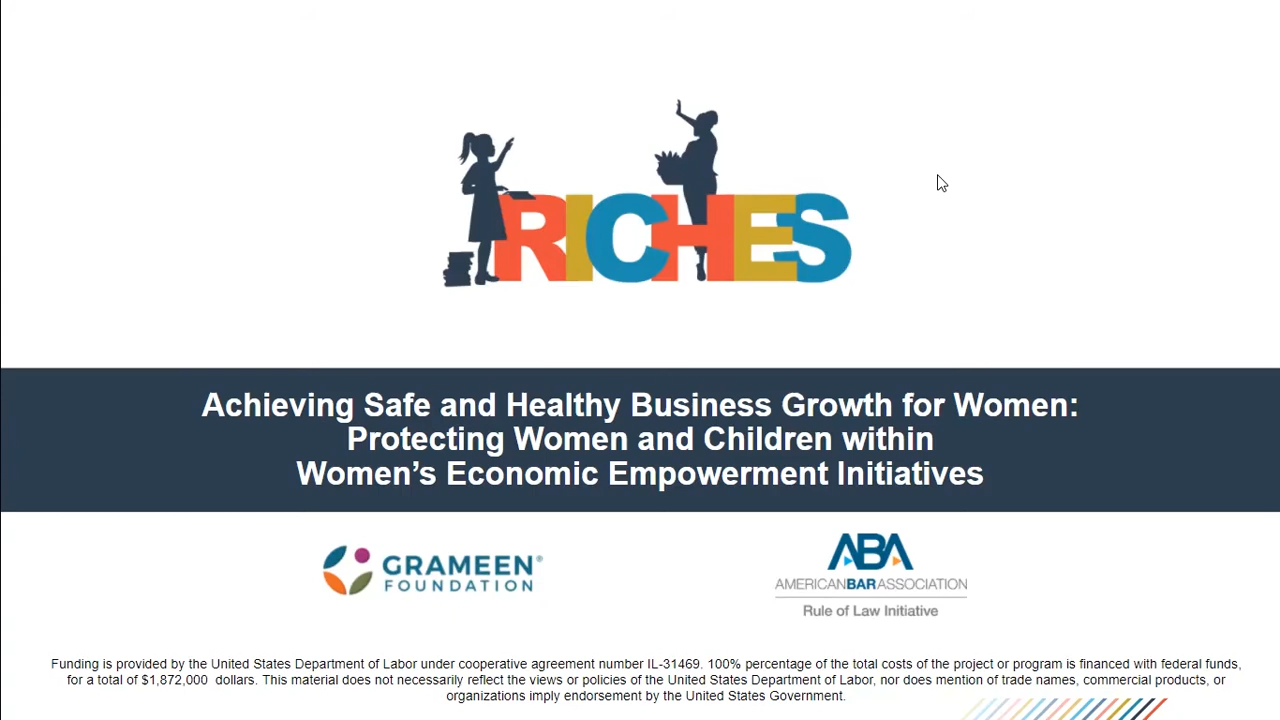 RICHES
Achieving Safe and Healthy Business Growth for Women:
Protecting Women and Children within
Women’s Economic Empowerment Initiatives
GRAMEEN®
FOUNDATION
ABA
AMERICANBARASSOCIATION
Rule of Law Initiative
Funding is provided by the United States Department of Labor under cooperative agreement number IL-31469. 100% percentage of the total costs of the project or program is financed with federal funds,
for a total of $1,872,000 dollars. This material does not necessarily reflect the views or policies of the United States Department of Labor, nor does mention of trade names, commercial products, or
organizations imply endorsement by the United States Government.